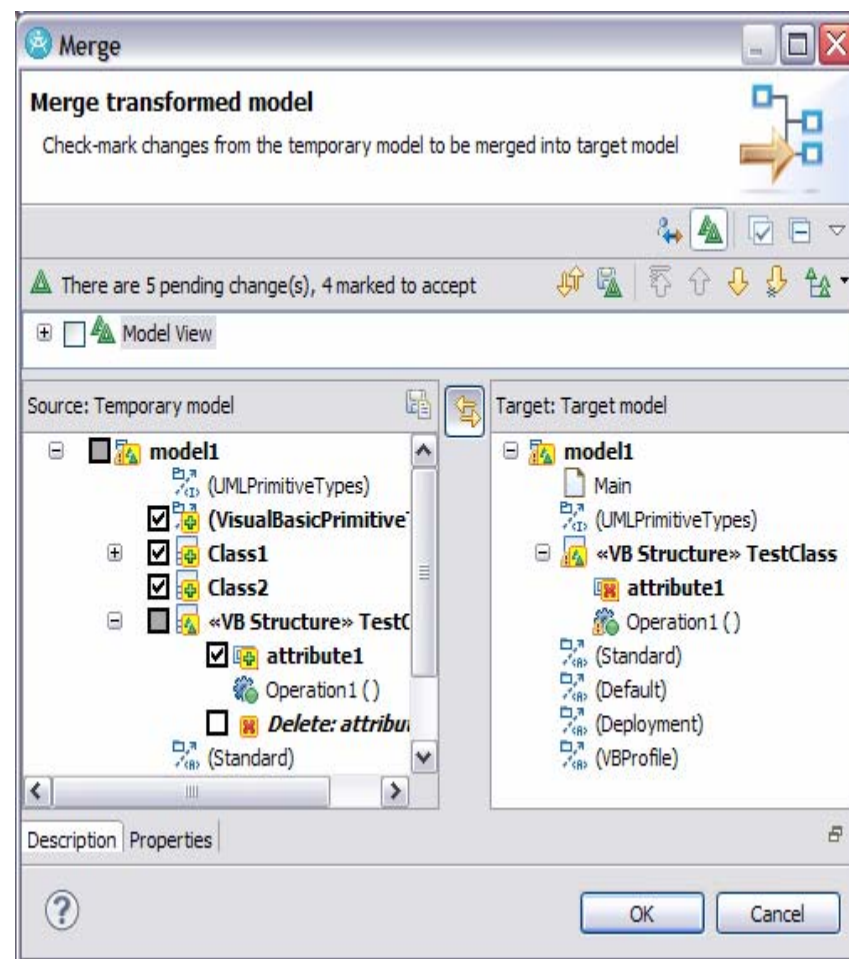 Merge
Merge transformed model
Check-mark changes from the temporary model to be merged into target model
There are 5 pending change(s), 4 marked to accept
Model View
Source: Temporary model
model1
(UMLPrimitiveTypes)
(VisualBasicPrimitive
Class1
Class2
«VB Structure» TestC
attribute1
Operation1 ()
Delete: attribu
(Standard)
Target: Target model
model1
Main
(UMLPrimitiveTypes)
«VB Structure» TestClass
attribute1
Operation1 ()
(Standard)
(Default)
(Deployment)
(VBProfile)
Description Properties
OK Cancel